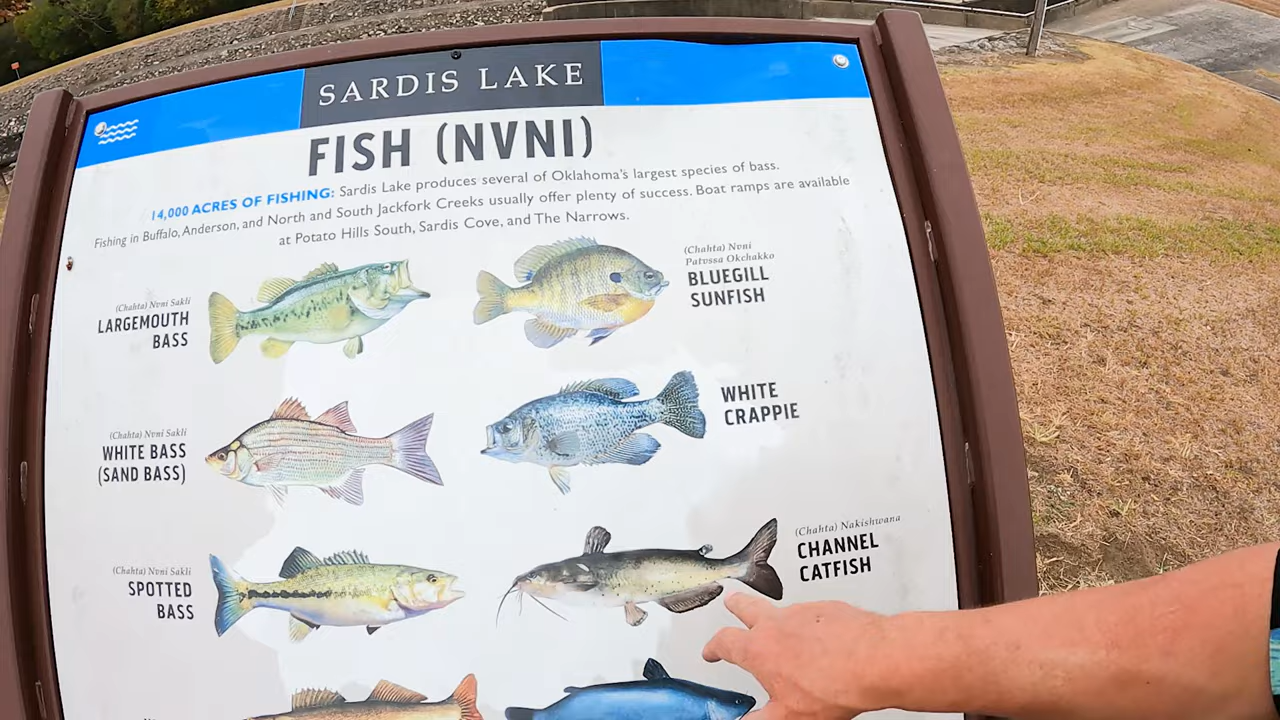 SARDIS LAKE
FISH (NVNI)
14,000 ACRES OF FISHING: Sardis Lake produces several of Oklahoma's largest species of bass.
Fishing in Buffalo, Anderson, and North and South Jackfork Creeks usually offer plenty of success. Boat ramps are available
at Potato Hills South, Sardis Cove, and The Narrows.
(Chahta) Nvni Sakli
LARGEMOUTH
BASS
(Chahta) Nvni
Patvssa Okchakko
BLUEGILL
SUNFISH
(Chahta) Nvni Sakli
WHITE BASS
(SAND BASS)
WHITE
CRAPPIE
(Chahta) Nvni Sakli
SPOTTED
BASS
(Chahta) Nakishwana
CHANNEL
CATFISH